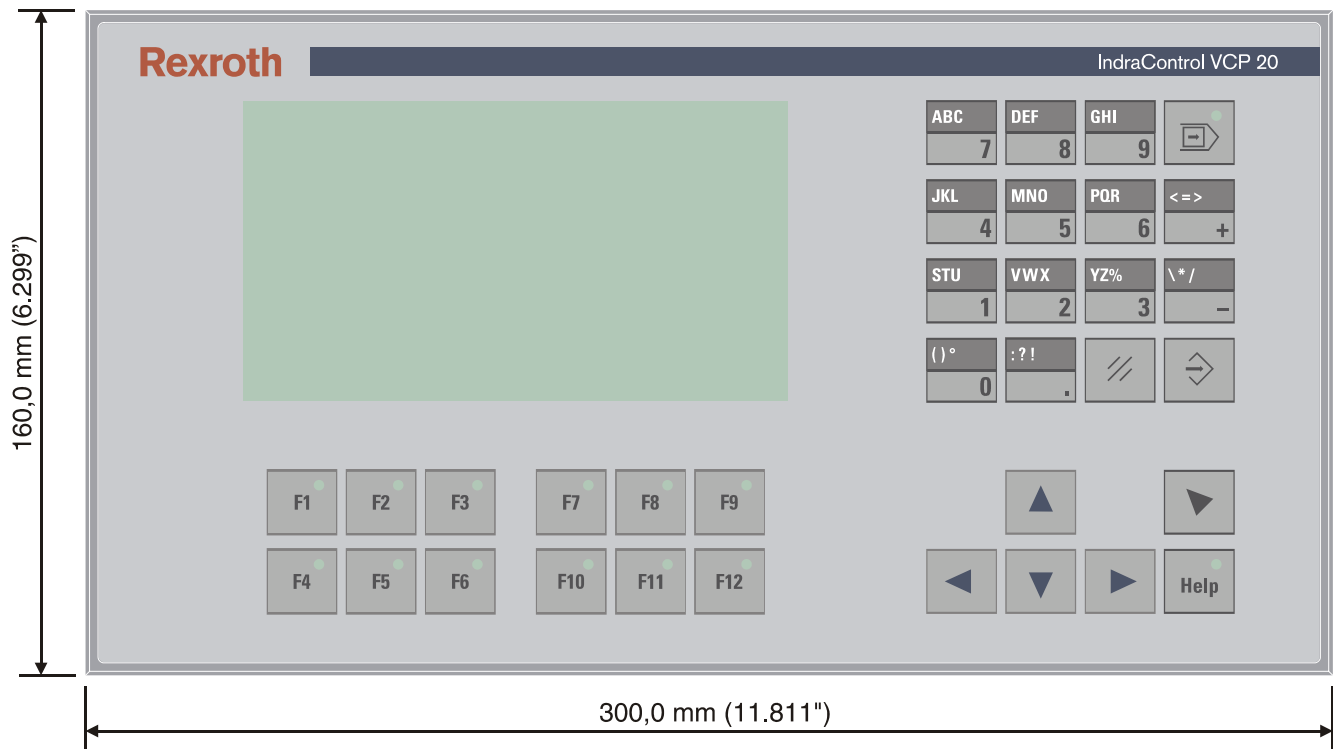 Rexroth
IndraControl VCP 20
ABC DEF GHI
7 8 9
JKL MNO PQR <=>
4 5 6 +
STU VWX YZ% \*/
1 2 3 –
()° :?!
0 .
160,0 mm (6.299”)
F1 F2 F3 F7 F8 F9
F4 F5 F6 F10 F11 F12 Help
300,0 mm (11.811")